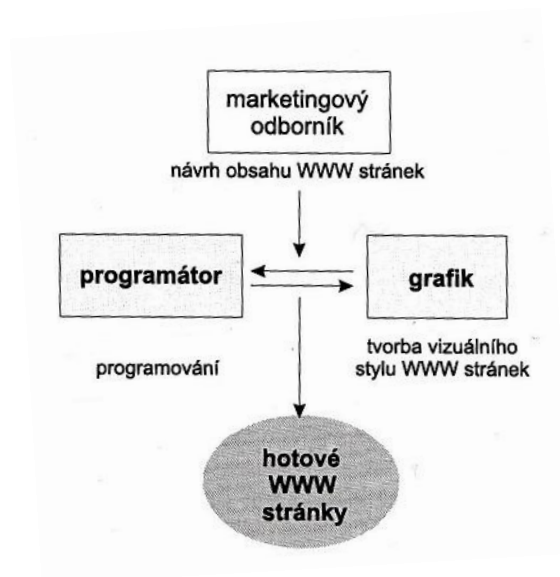 marketingový
odborník
návrh obsahu WWW stránek
programátor
grafik
programování
tvorba vizuálního
stylu WWW stránek
hotové
WWW
stránky